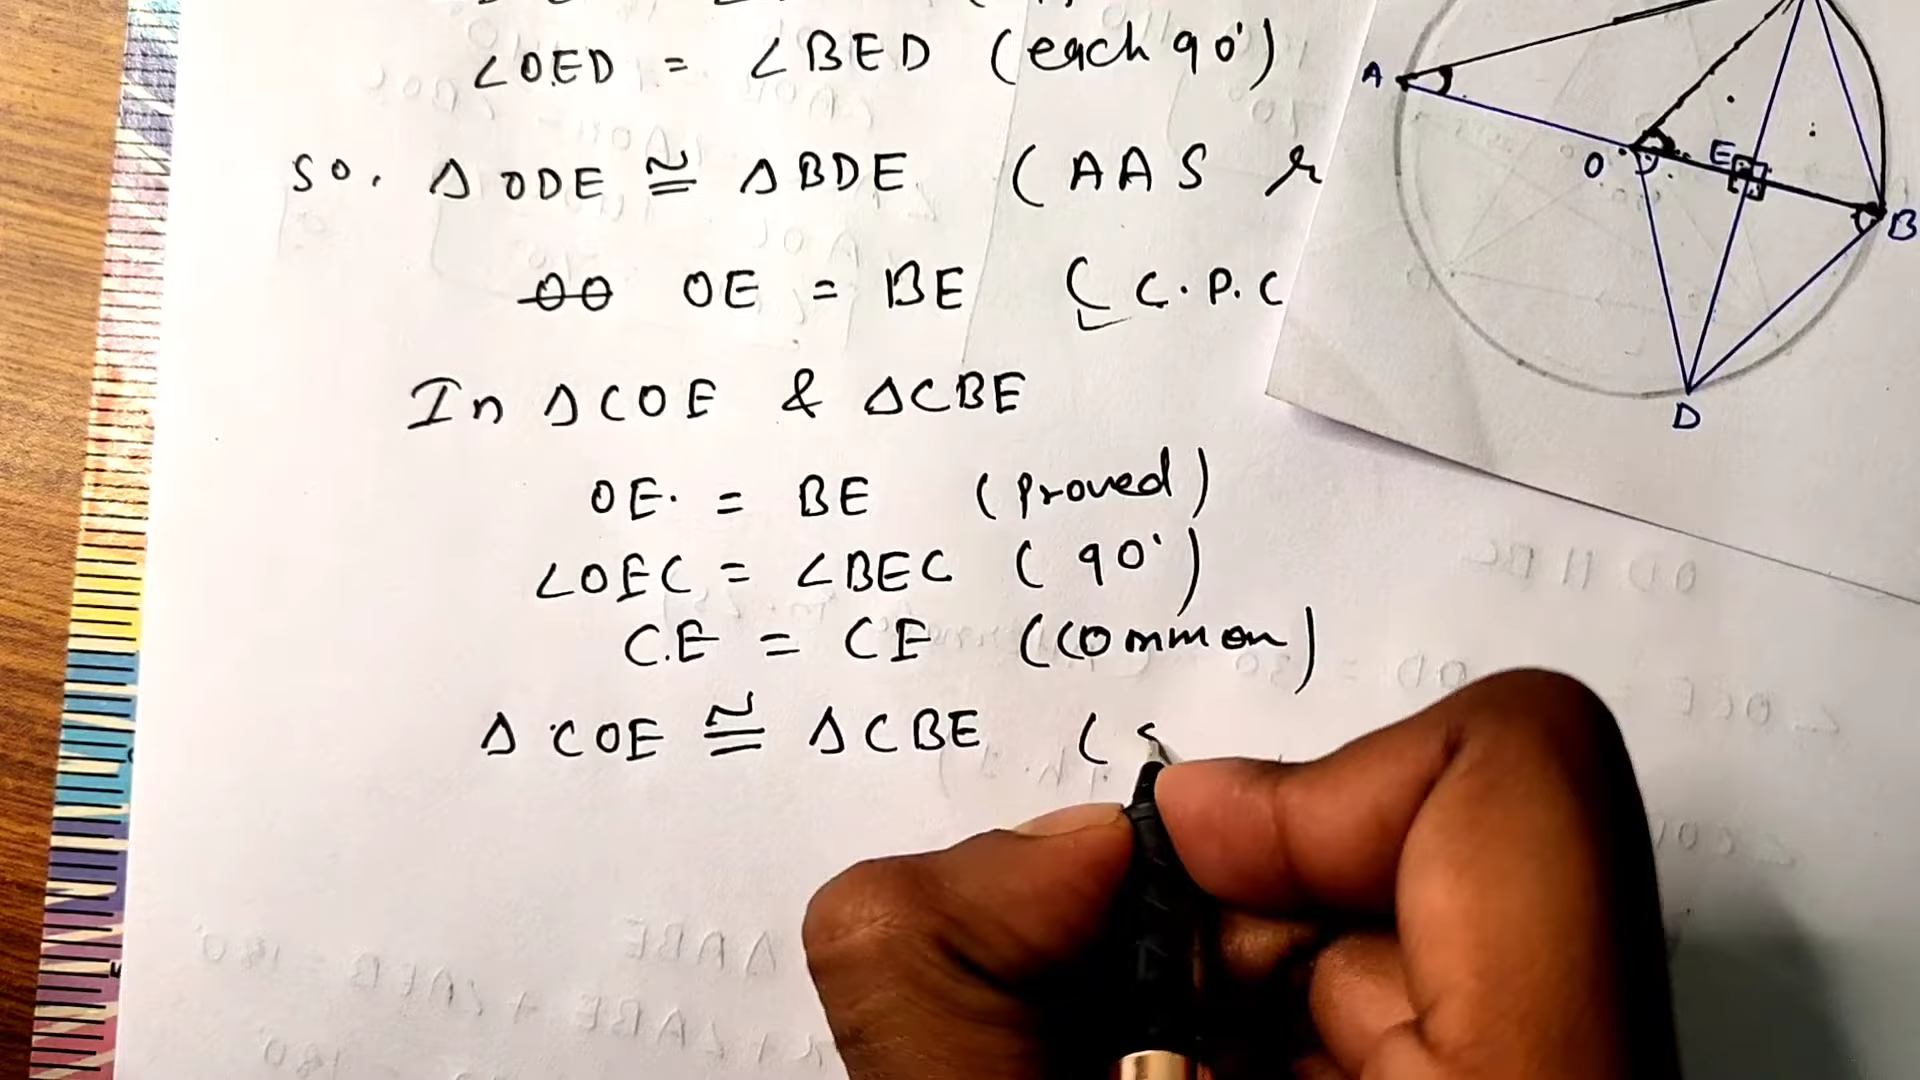 ∠OED = ∠BED (each 90°)
So, Δ ODE ≅ Δ BDE (AAS r
OE = BE (C.P.C
In Δ COE & Δ CBE
OE = BE (Proved)
∠OEC = ∠BEC (90°)
CE = CE (common)
Δ COE ≅ Δ CBE (S
A
O
E
B
D